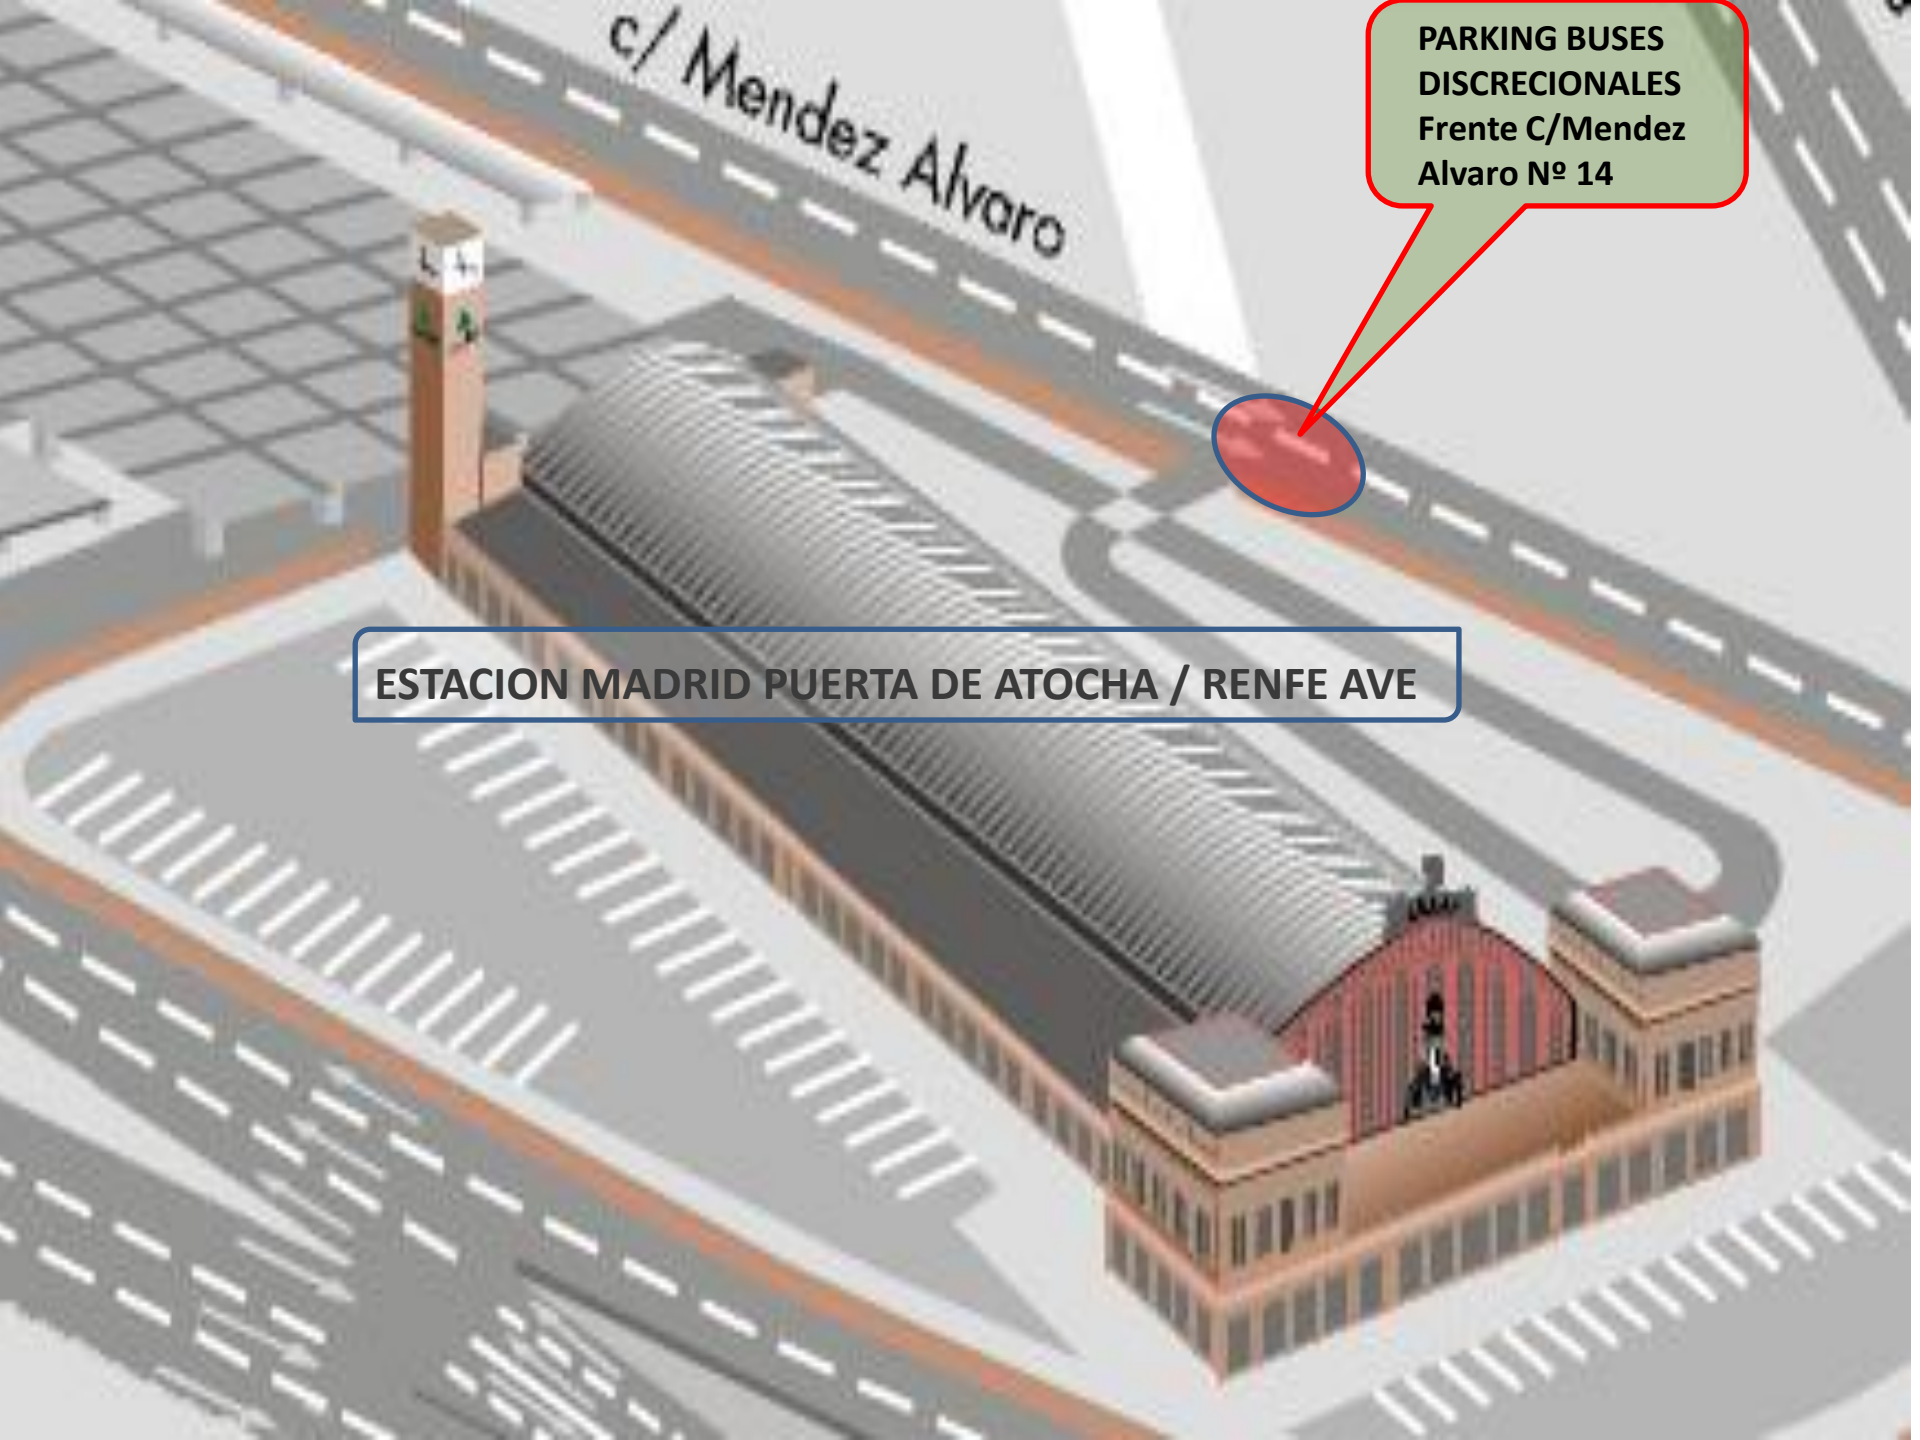 c/ Mendez Alvaro
PARKING BUSES
DISCRECIONALES
Frente C/Mendez
Alvaro Nº 14
ESTACION MADRID PUERTA DE ATOCHA / RENFE AVE